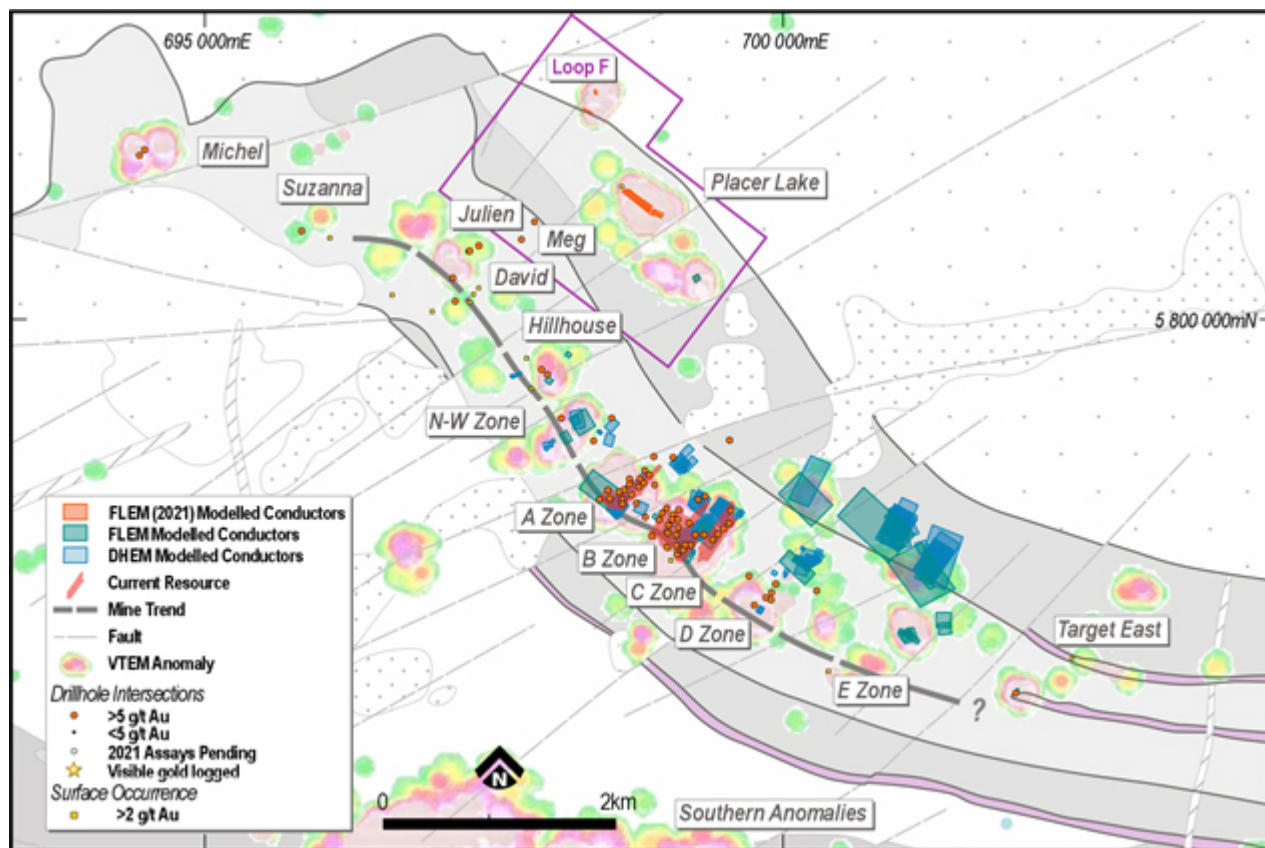 695 000mE
700 000mE
Loop F
Michel
Placer Lake
Suzanna
Julien
Meg
David
5 800 000mN
Hillhouse
N-W Zone
A Zone
B Zone
C Zone
D Zone
Target East
E Zone
?
FLEM (2021) Modelled Conductors
FLEM Modelled Conductors
DHEM Modelled Conductors
Current Resource
Mine Trend
Fault
VTEM Anomaly
Drillhole Intersections
>5 g/t Au
<5 g/t Au
2021 Assays Pending
Visible gold logged
Surface Occurrence
>2 g/t Au
N
0 2km
Southern Anomalies